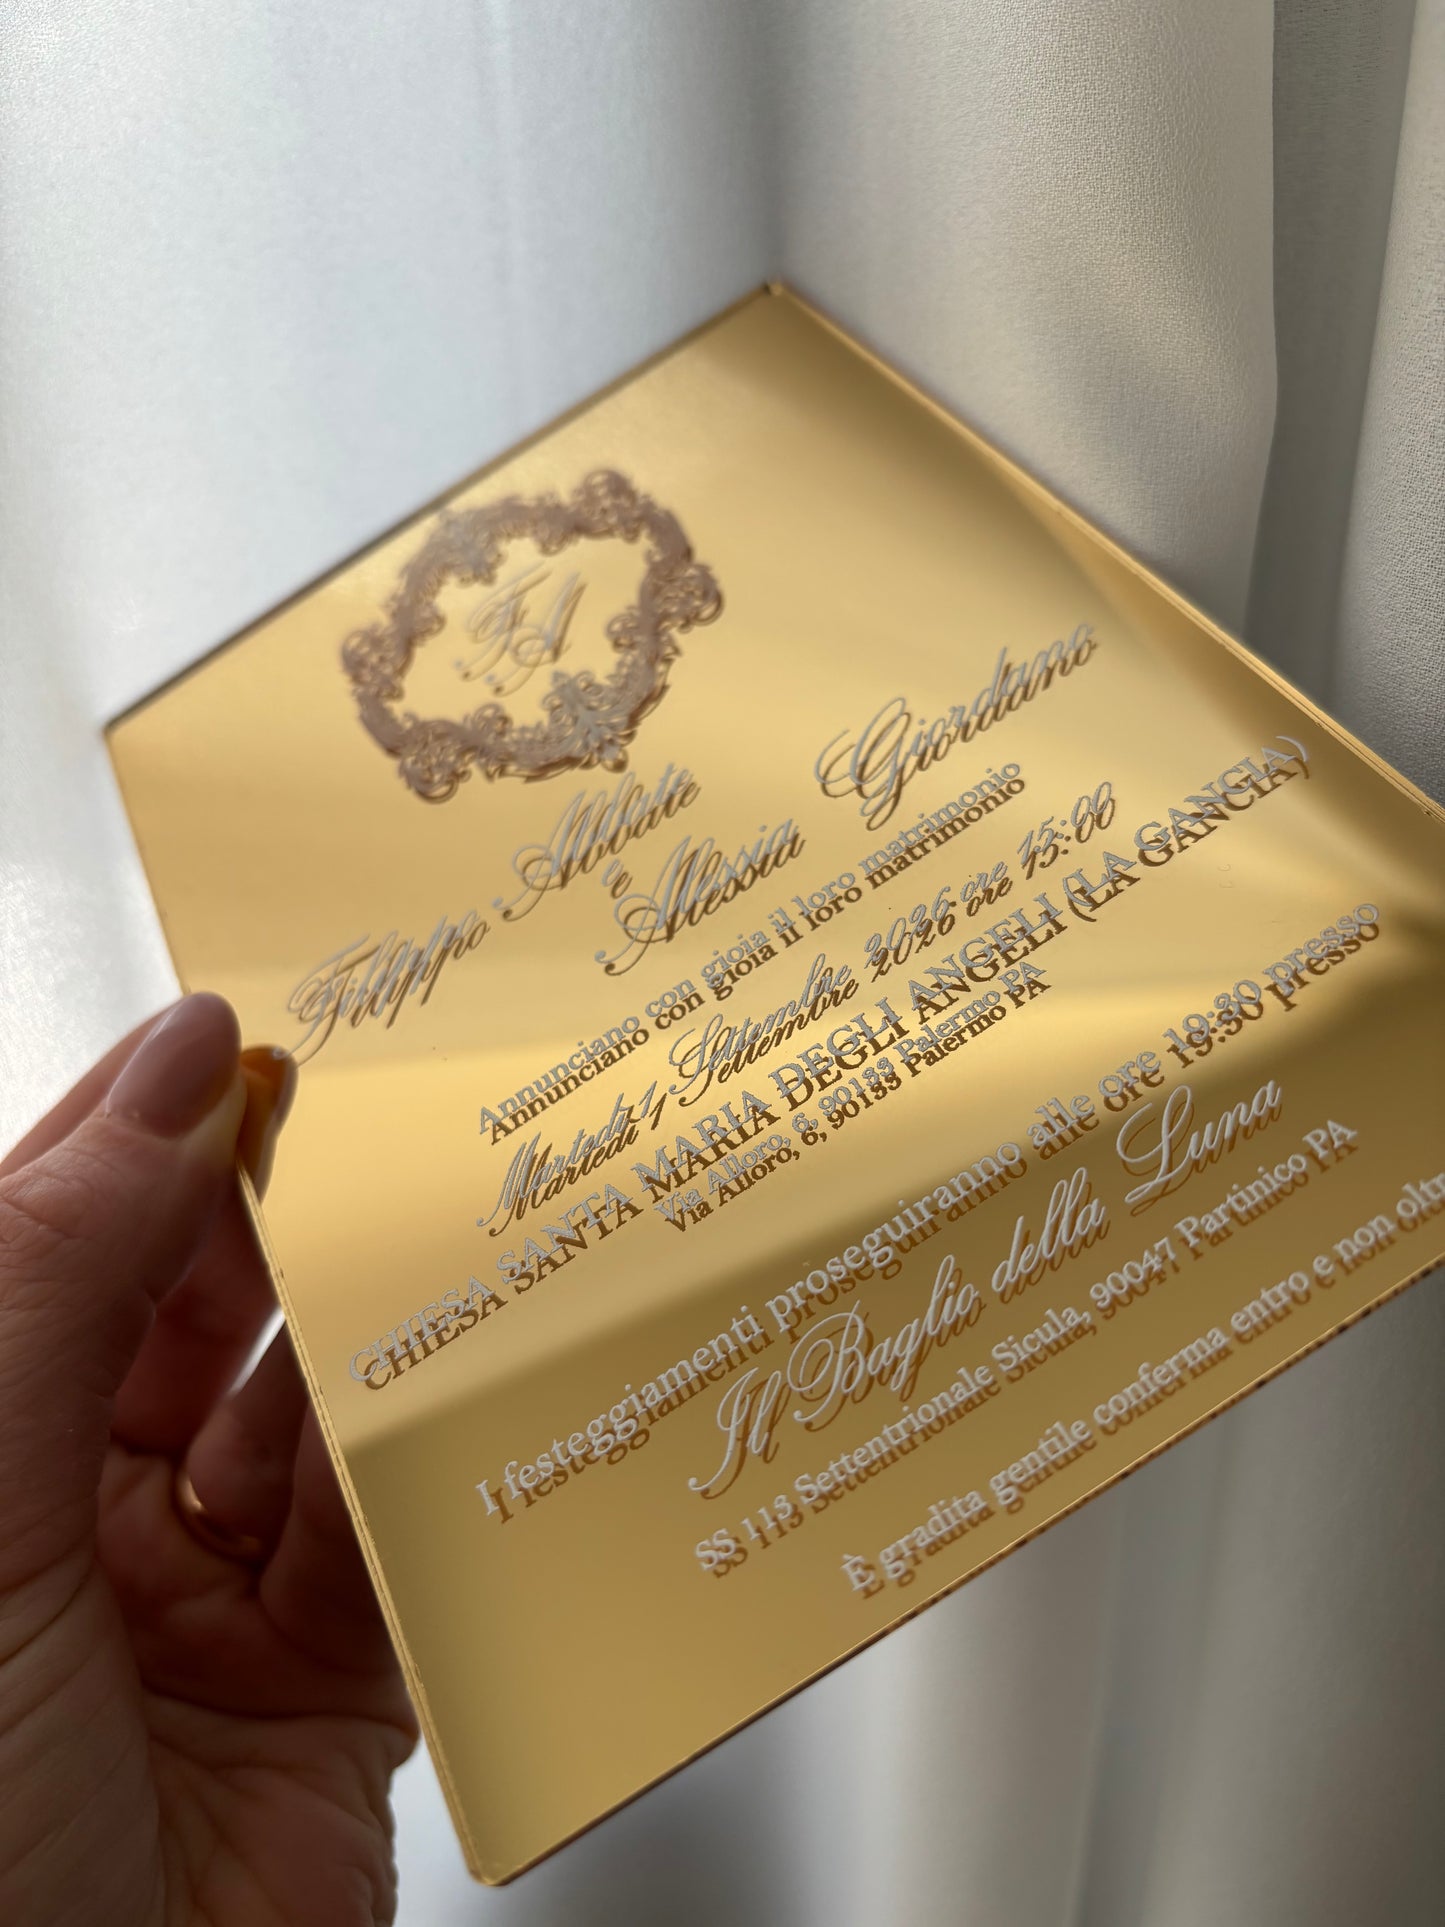 FA
Filippo Abbate
e
Alessia Giordano
Annunciano con gioia il loro matrimonio
Martedì 1, Settembre 2026 ore 15:00
CHIESA SANTA MARIA DEGLI ANGELI (LA GANCIA)
Via Alloro, 6, 90133 Palermo PA
I festeggiamenti proseguiranno alle ore 19:30 presso
Il Baglio della Luna
SS 113 Settentrionale Sicula, 90047 Partinico PA
È gradita gentile conferma entro e non